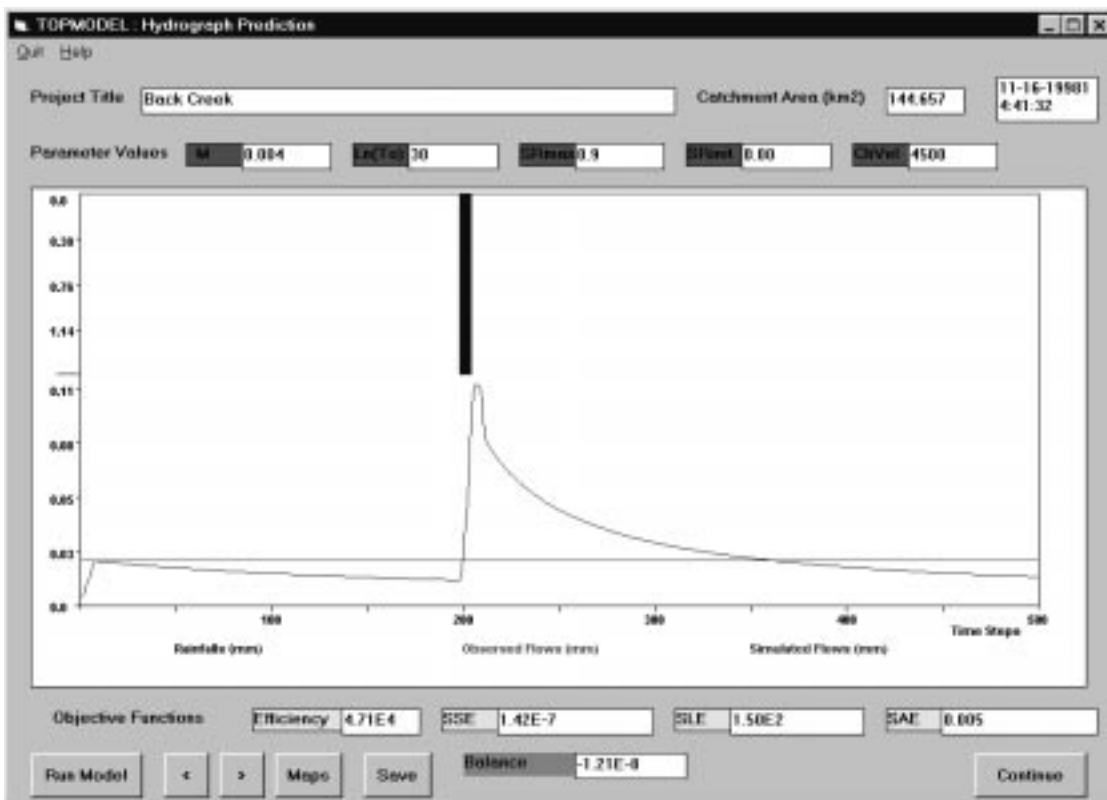 TOPMODEL : Hydrograph Prediction
Quit Help
Project Title Back Creek Catchment Area (km2) 144.657 11-16-19981
4:41:32
Parameter Values M 0.004 Ln(To) 30 SRmax 0.9 SRinit 0.00 ChVel 4500
0.0
0.38
0.76
1.14
0.11
0.08
0.05
0.03
0.0
100 200 300 400 500
Time Steps
Rainfalls (mm) Observed Flows (mm) Simulated Flows (mm)
Objective Functions Efficiency 4.71E4 SSE 1.42E-7 SLE 1.50E2 SAE 0.005
Run Model < > Maps Save Balance -1.21E-8 Continue